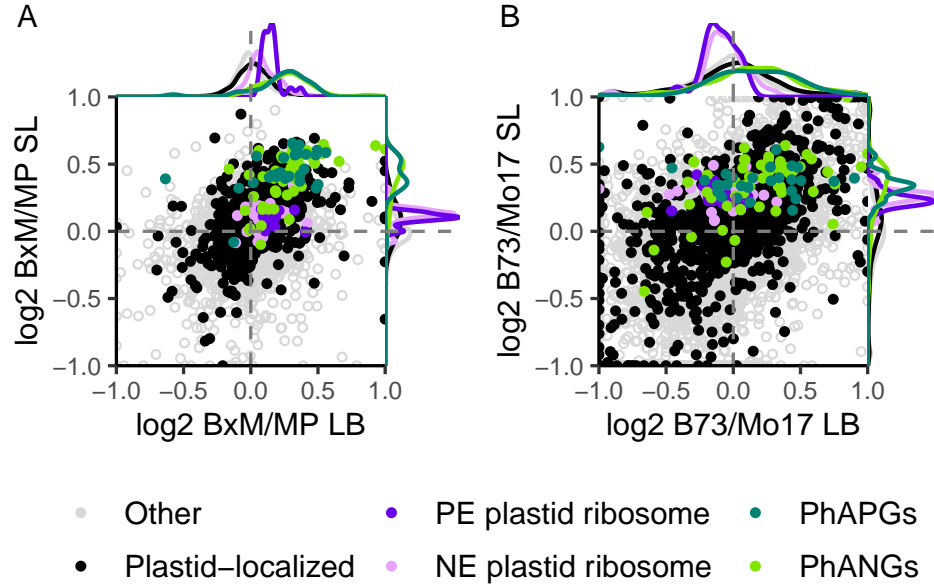 A
B
log2 BxM/MP SL
1.0
0.5
0.0
−0.5
−1.0
−1.0 −0.5 0.0 0.5 1.0
log2 BxM/MP LB
log2 B73/Mo17 SL
1.0
0.5
0.0
−0.5
−1.0
−1.0 −0.5 0.0 0.5 1.0
log2 B73/Mo17 LB
Other
PE plastid ribosome
PhAPGs
Plastid−localized
NE plastid ribosome
PhANGs